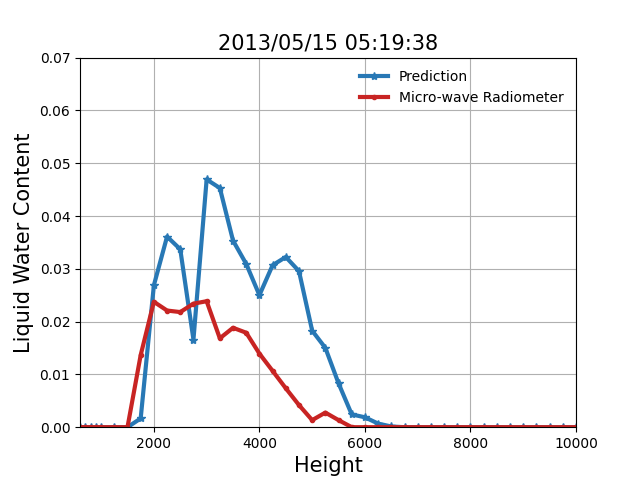 2013/05/15 05:19:38
0.07
0.06
0.05
0.04
0.03
0.02
0.01
0.00
Liquid Water Content
Prediction
Micro-wave Radiometer
2000 4000 6000 8000 10000
Height